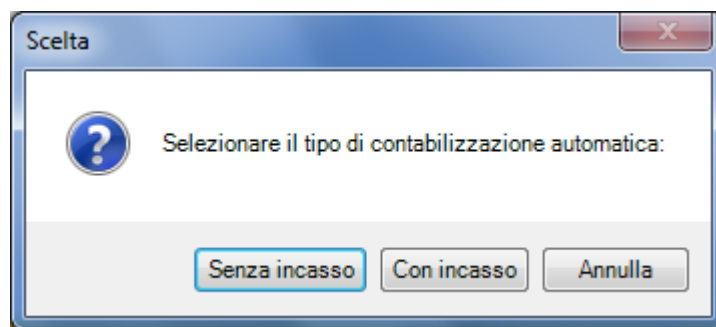 Scelta
Selezionare il tipo di contabilizzazione automatica:
Senza incasso Con incasso Annulla